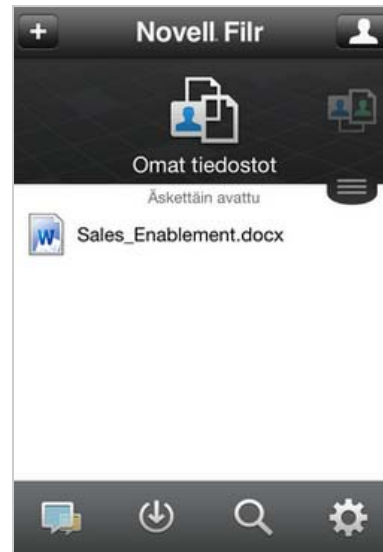 Novell Filr
Omat tiedostot
Äskettäin avattu
Sales_Enablement.docx